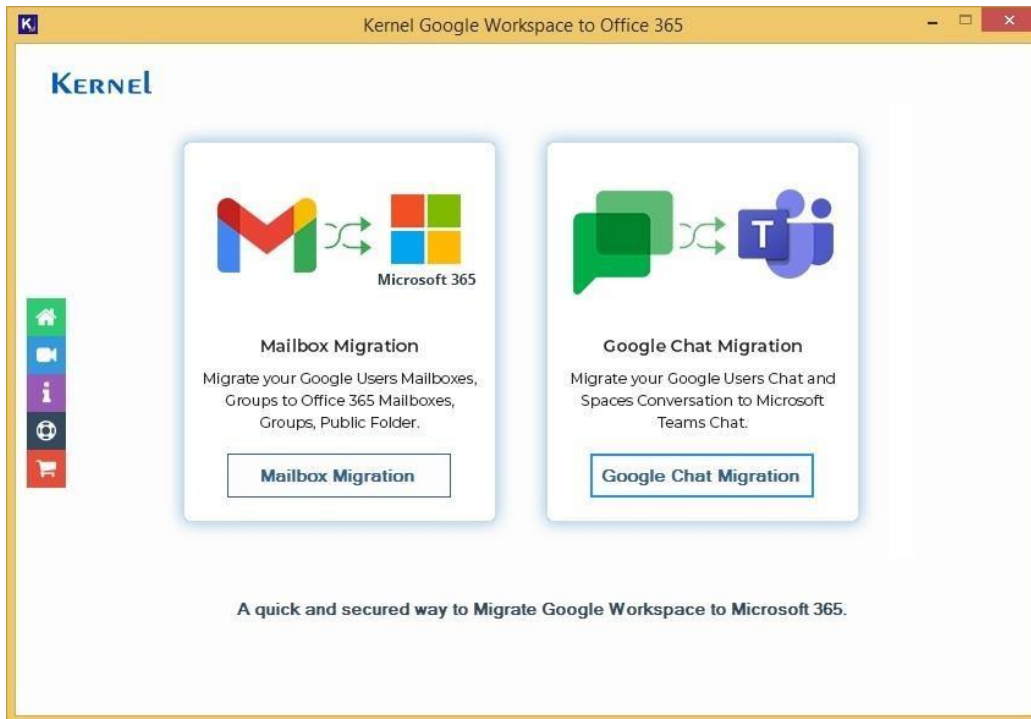 Kernel Google Workspace to Office 365
KERNEl
Microsoft 365
Mailbox Migration
Migrate your Google Users Mailboxes,
Groups to Office 365 Mailboxes,
Groups, Public Folder.
Mailbox Migration
T
Google Chat Migration
Migrate your Google Users Chat and
Spaces Conversation to Microsoft
Teams Chat.
Google Chat Migration
A quick and secured way to Migrate Google Workspace to Microsoft 365.